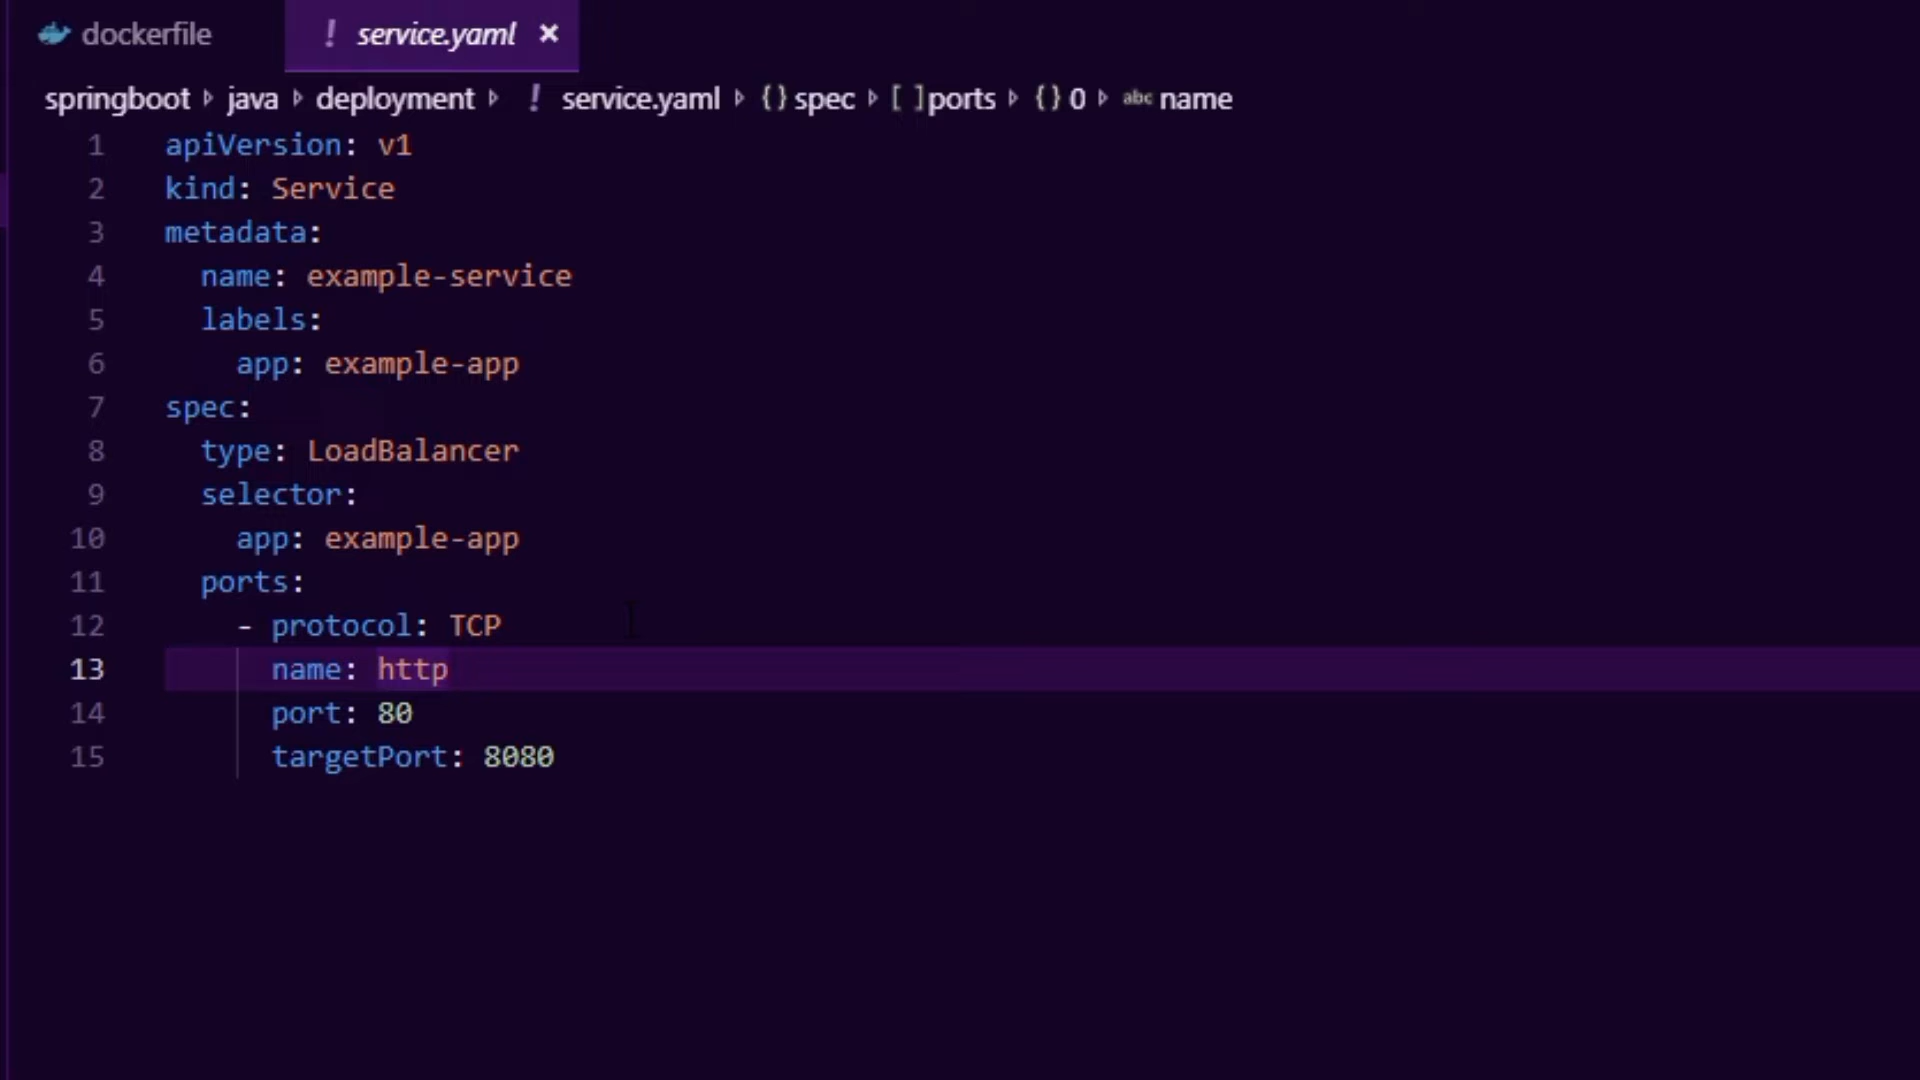 dockerfile
! service.yaml ×
springboot java deployment ! service.yaml {} spec [ ] ports {} 0 abc name
1 apiVersion: v1
2 kind: Service
3 metadata:
4   name: example-service
5   labels:
6     app: example-app
7 spec:
8   type: LoadBalancer
9   selector:
10     app: example-app
11   ports:
12     - protocol: TCP
13       name: http
14       port: 80
15       targetPort: 8080